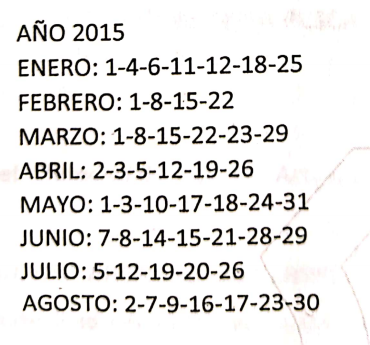 AÑO 2015
ENERO: 1-4-6-11-12-18-25
FEBRERO: 1-8-15-22
MARZO: 1-8-15-22-23-29
ABRIL: 2-3-5-12-19-26
MAYO: 1-3-10-17-18-24-31
JUNIO: 7-8-14-15-21-28-29
JULIO: 5-12-19-20-26
AGOSTO: 2-7-9-16-17-23-30